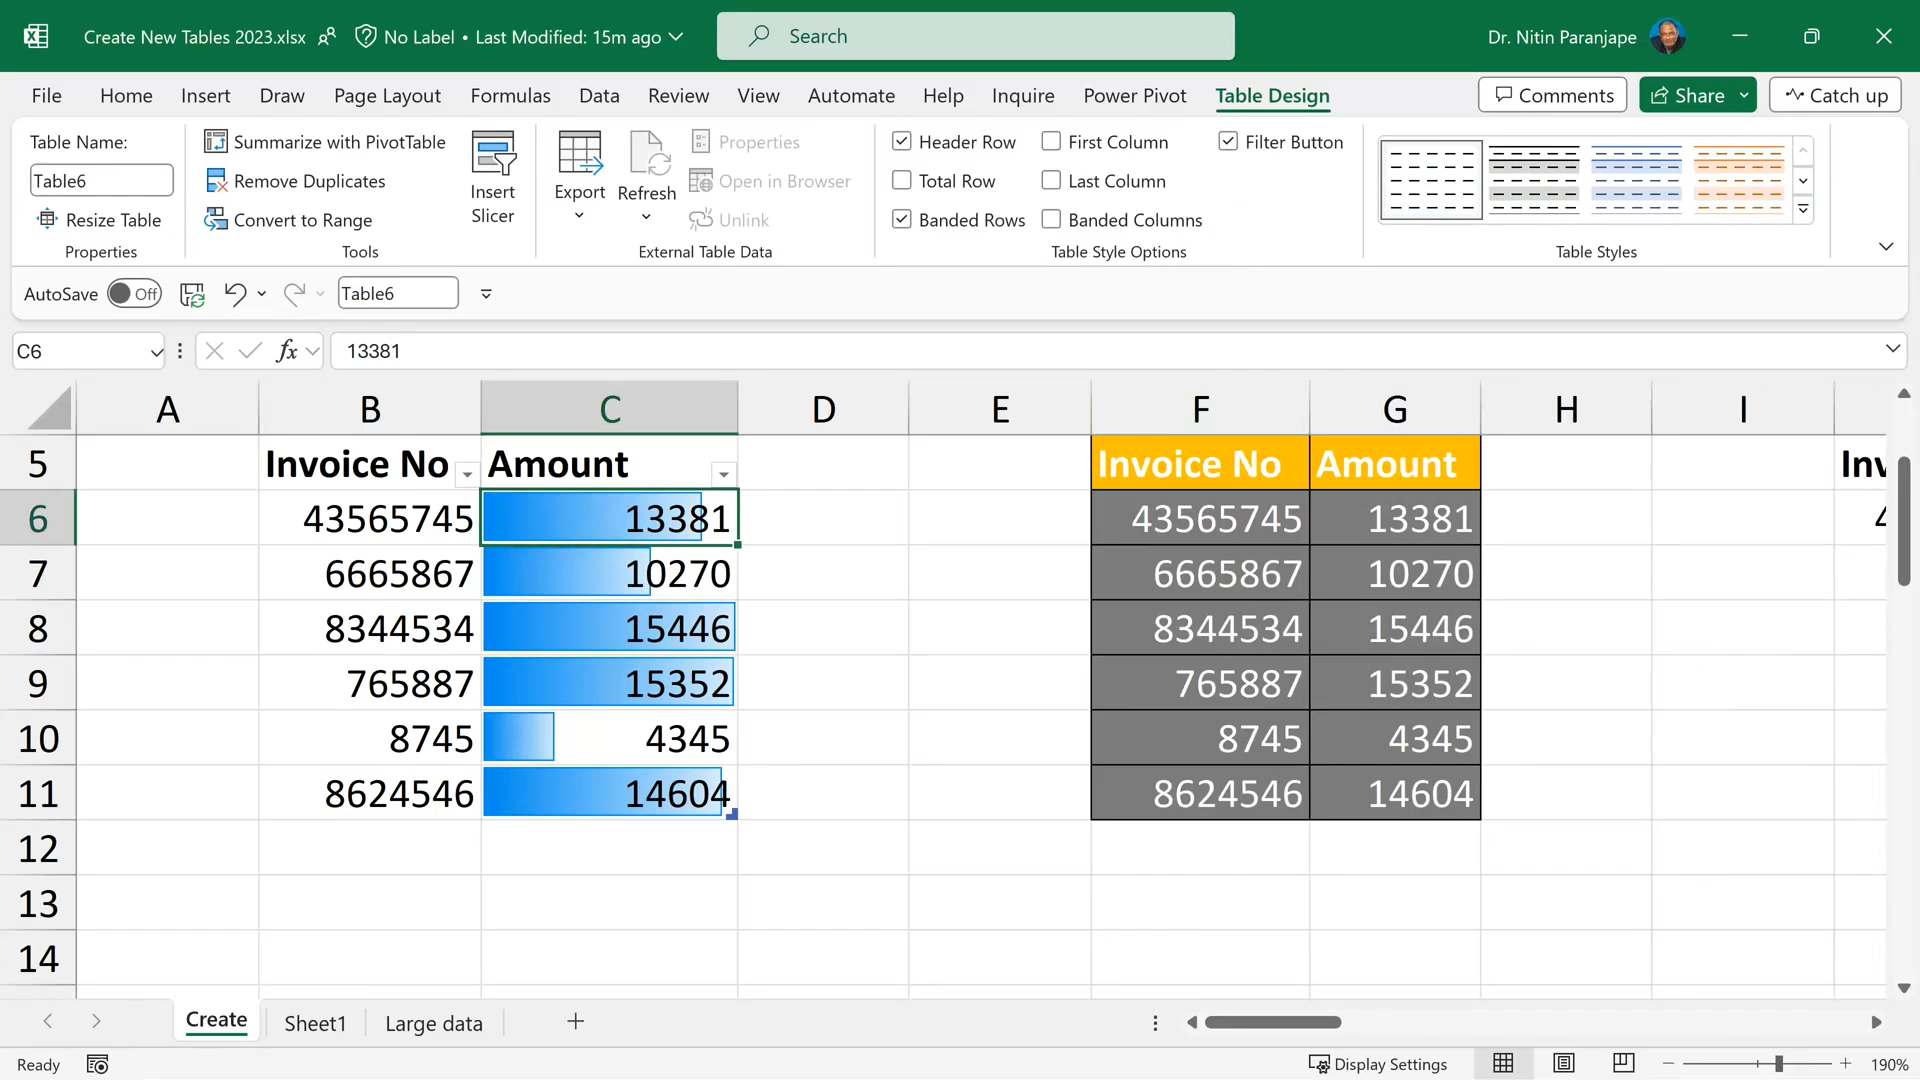 Create New Tables 2023.xlsx No Label • Last Modified: 15m ago Search Dr. Nitin Paranjape
File Home Insert Draw Page Layout Formulas Data Review View Automate Help Inquire Power Pivot Table Design Comments Share Catch up
Table Name:
Table6
Resize Table
Properties
Summarize with PivotTable
Remove Duplicates
Convert to Range
Tools
Insert
Slicer
Export
Refresh
Properties
Open in Browser
Unlink
External Table Data
Header Row First Column Filter Button
Total Row Last Column
Banded Rows Banded Columns
Table Style Options
Table Styles
AutoSave Off Table6
C6 fx 13381
A B C D E F G H I
5 Invoice No Amount Invoice No Amount Inv
6 43565745 13381 43565745 13381
7 6665867 10270 6665867 10270
8 8344534 15446 8344534 15446
9 765887 15352 765887 15352
10 8745 4345 8745 4345
11 8624546 14604 8624546 14604
12
13
14
Create Sheet1 Large data
Ready Display Settings 190%